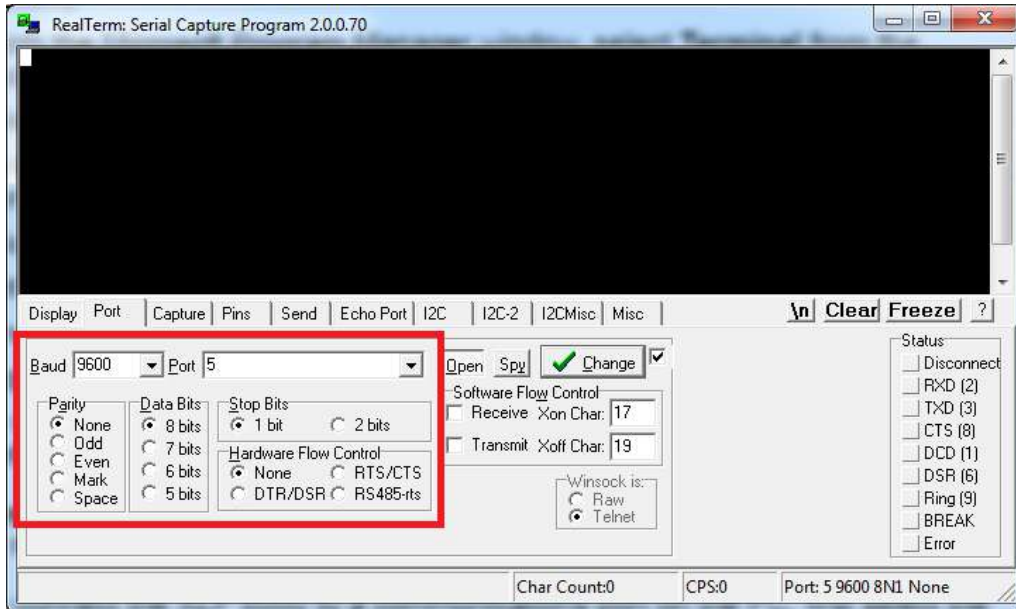 RealTerm: Serial Capture Program 2.0.0.70
Display Port Capture Pins Send Echo Port I2C I2C-2 I2CMisc Misc \n Clear Freeze ?
Baud 9600 Port 5 Open Spy Change
Parity
None
Odd
Even
Mark
Space
Data Bits
8 bits
7 bits
6 bits
5 bits
Stop Bits
1 bit 2 bits
Hardware Flow Control
None RTS/CTS
DTR/DSR RS485-rts
Software Flow Control
Receive Xon Char: 17
Transmit Xoff Char: 19
Winsock is:
Raw
Telnet
Status
Disconnect
RXD (2)
TXD (3)
CTS (8)
DCD (1)
DSR (6)
Ring (9)
BREAK
Error
Char Count:0 CPS:0 Port: 5 9600 8N1 None